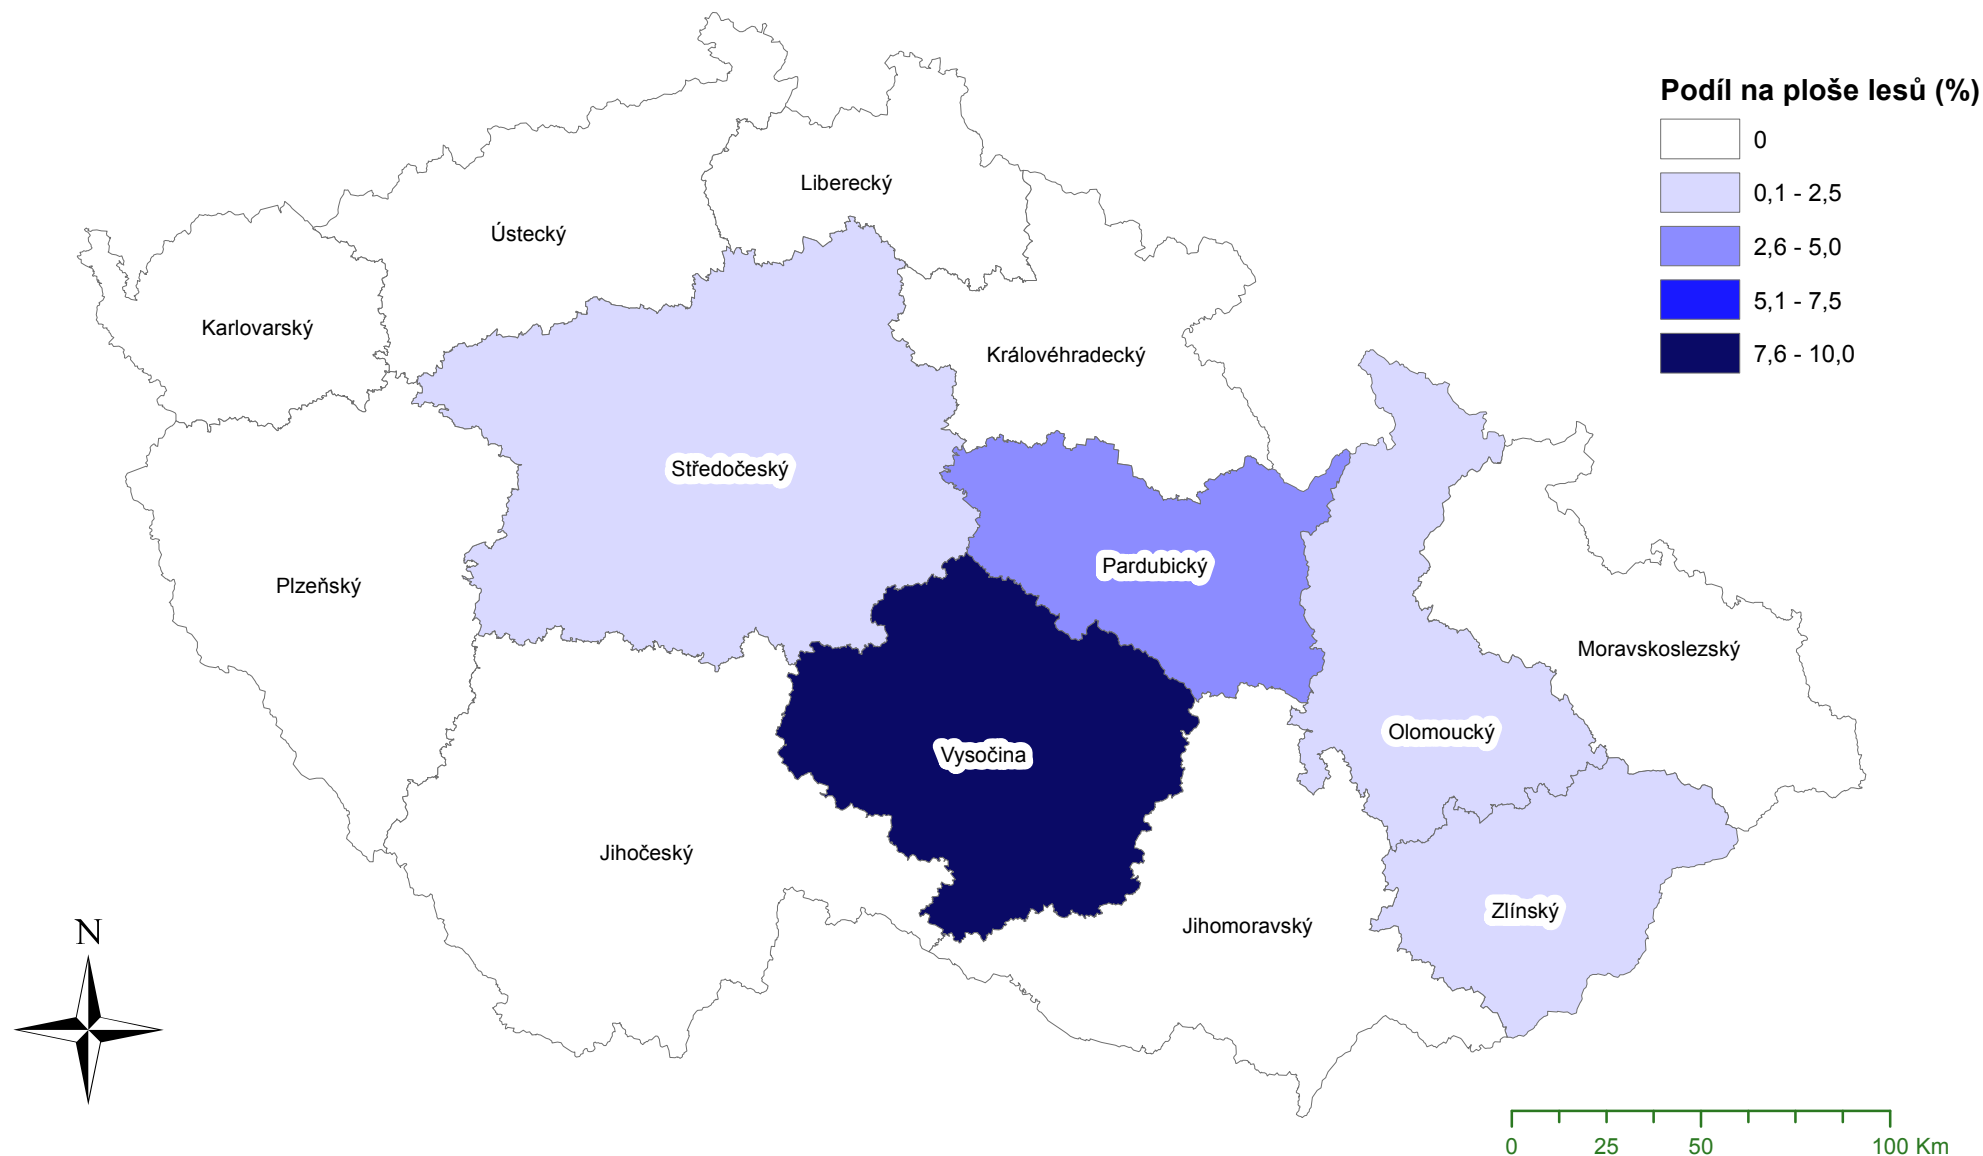 Podíl na ploše lesů (%)
0
0,1 - 2,5
2,6 - 5,0
5,1 - 7,5
7,6 - 10,0
Liberecký
Ústecký
Karlovarský
Královéhradecký
Středočeský
Pardubický
Plzeňský
Moravskoslezský
Olomoucký
Vysočina
Jihočeský
Zlínský
Jihomoravský
N
0 25 50 100 Km